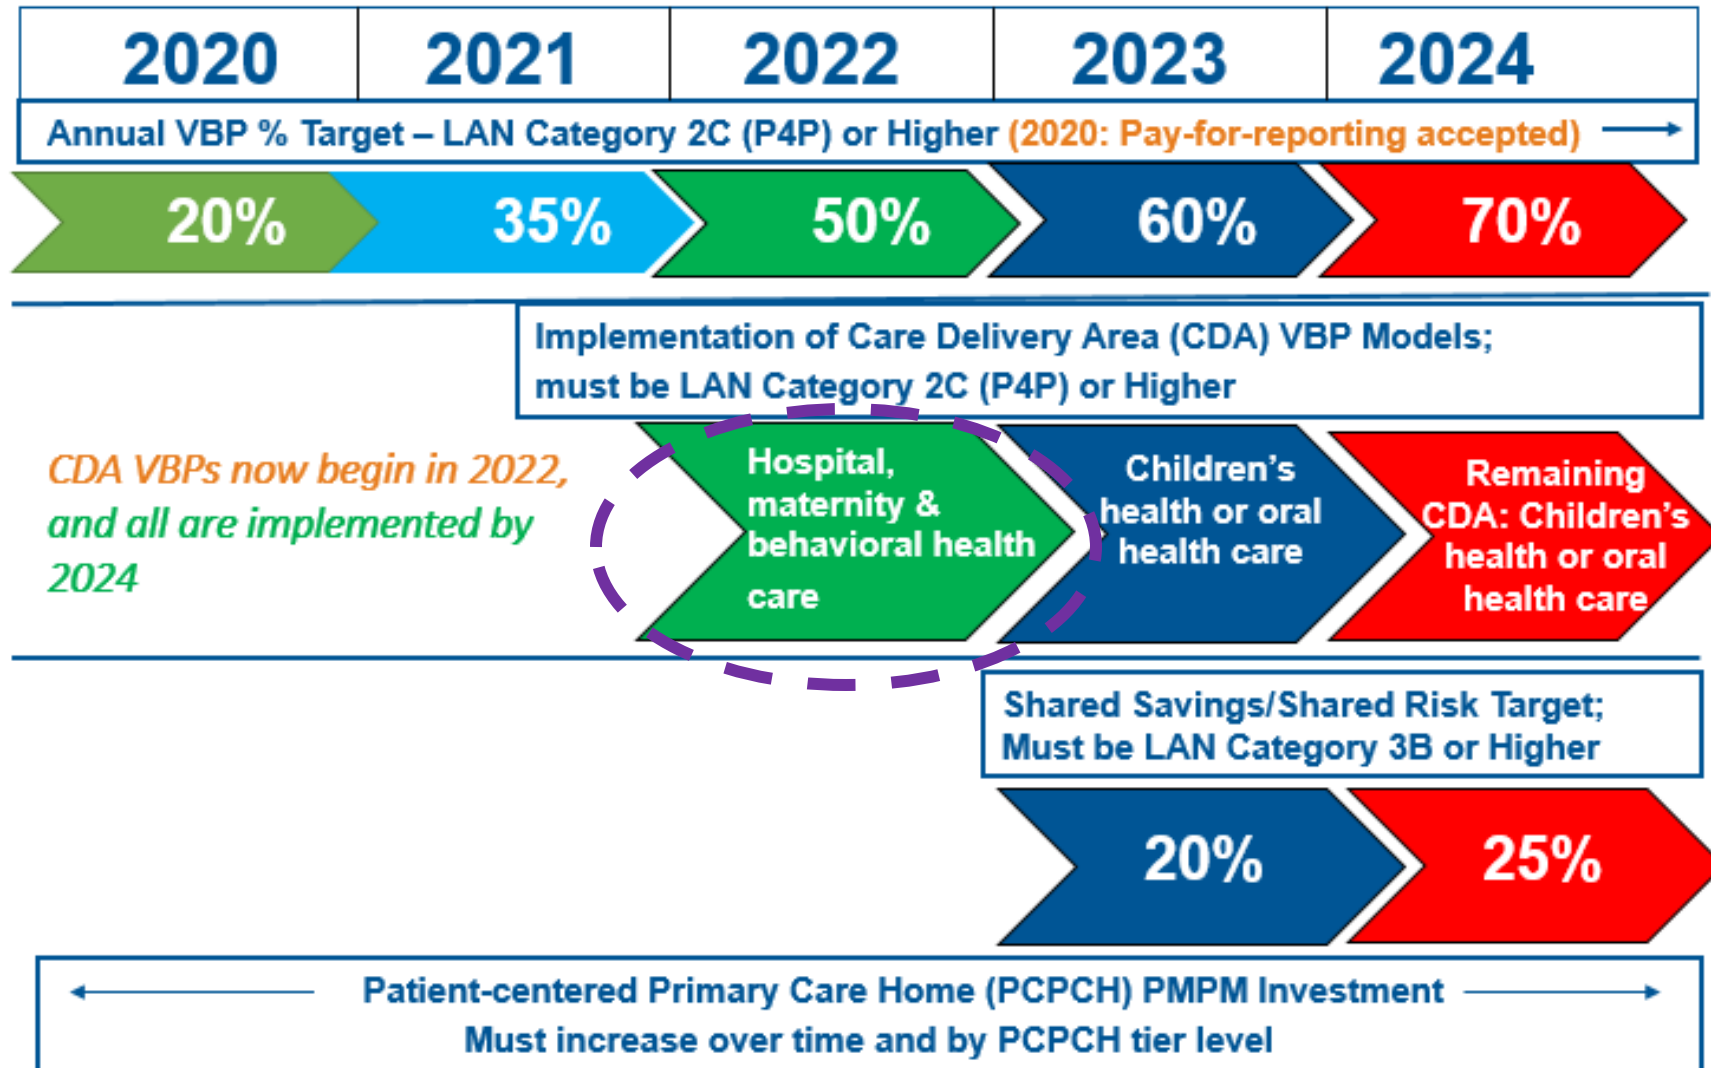 2020 2021 2022 2023 2024
Annual VBP % Target – LAN Category 2C (P4P) or Higher (2020: Pay-for-reporting accepted)
20% 35% 50% 60% 70%
Implementation of Care Delivery Area (CDA) VBP Models;
must be LAN Category 2C (P4P) or Higher
CDA VBPs now begin in 2022,
and all are implemented by
2024
Hospital,
maternity &
behavioral health
care
Children’s
health or oral
health care
Remaining
CDA: Children’s
health or oral
health care
Shared Savings/Shared Risk Target;
Must be LAN Category 3B or Higher
20% 25%
Patient-centered Primary Care Home (PCPCH) PMPM Investment
Must increase over time and by PCPCH tier level